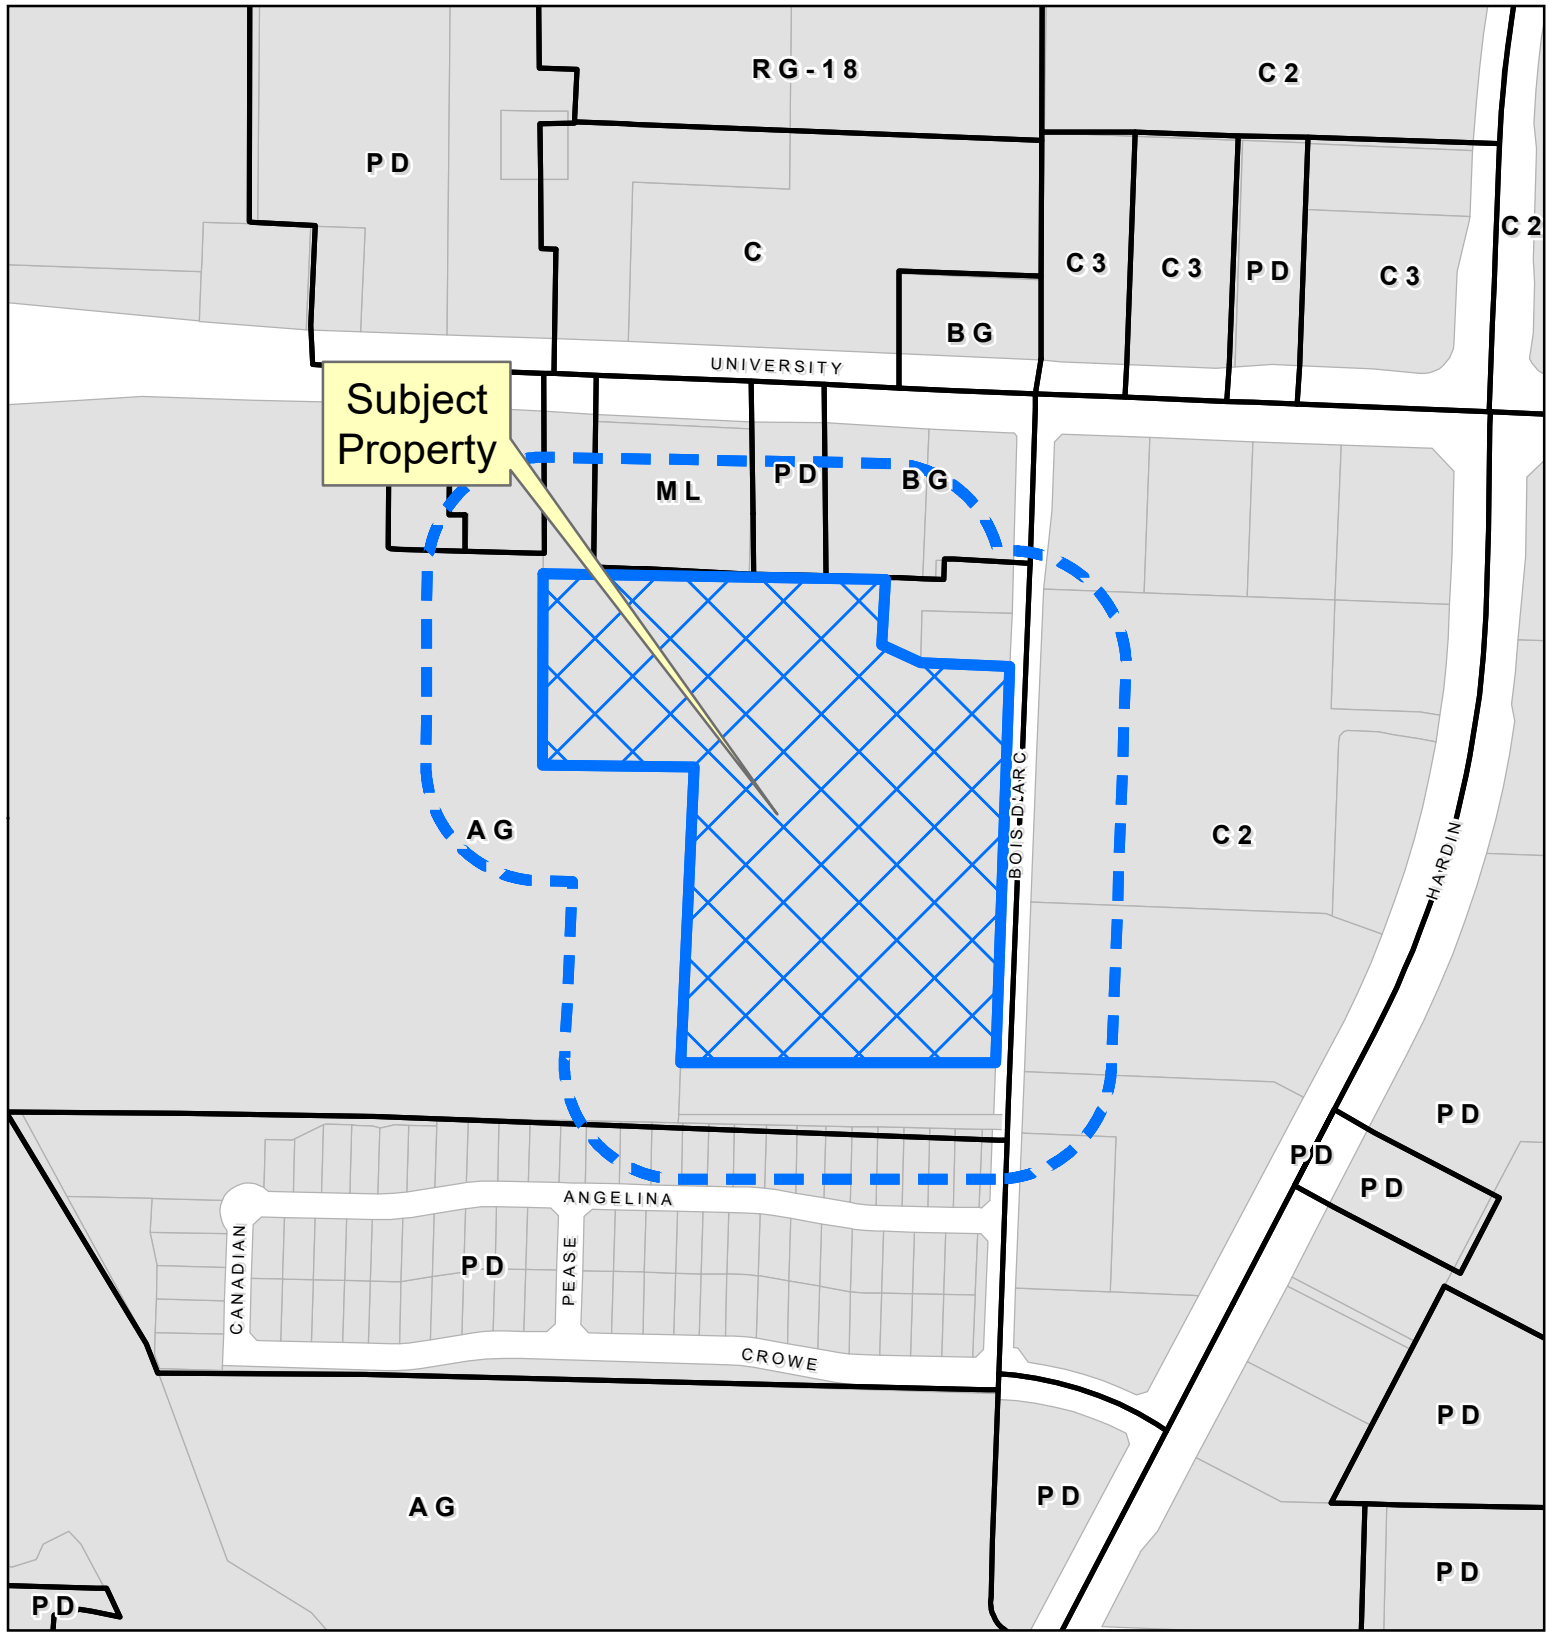 RG-18
C2
PD
C2
C
C3
C3
PD
C3
BG
UNIVERSITY
Subject
Property
PD
BG
ML
BOIS D'ARC
AG
C2
HARDIN
PD
PD
PD
ANGELINA
CANADIAN
PEASE
PD
CROWE
PD
PD
AG
PD
PD